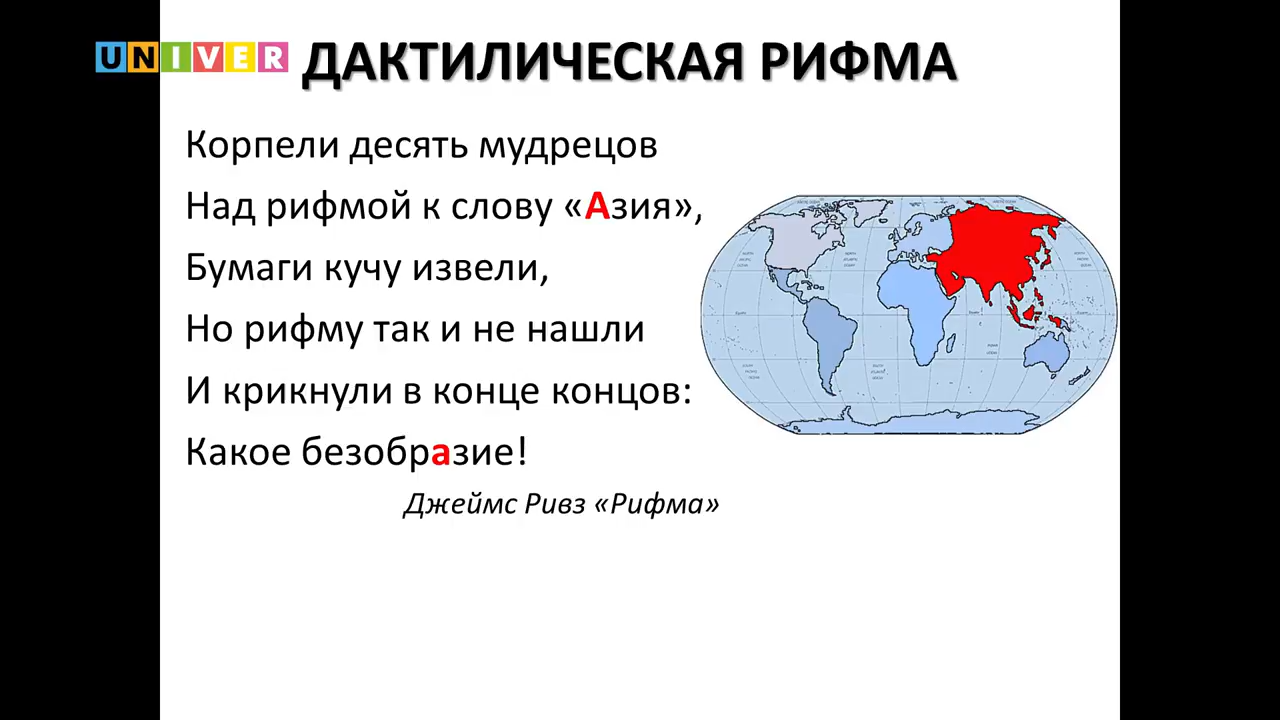 UNIVER ДАКТИЛИЧЕСКАЯ РИФМА
Корпели десять мудрецов
Над рифмой к слову «Азия»,
Бумаги кучу извели,
Но рифму так и не нашли
И крикнули в конце концов:
Какое безобразие!
Джеймс Ривз «Рифма»